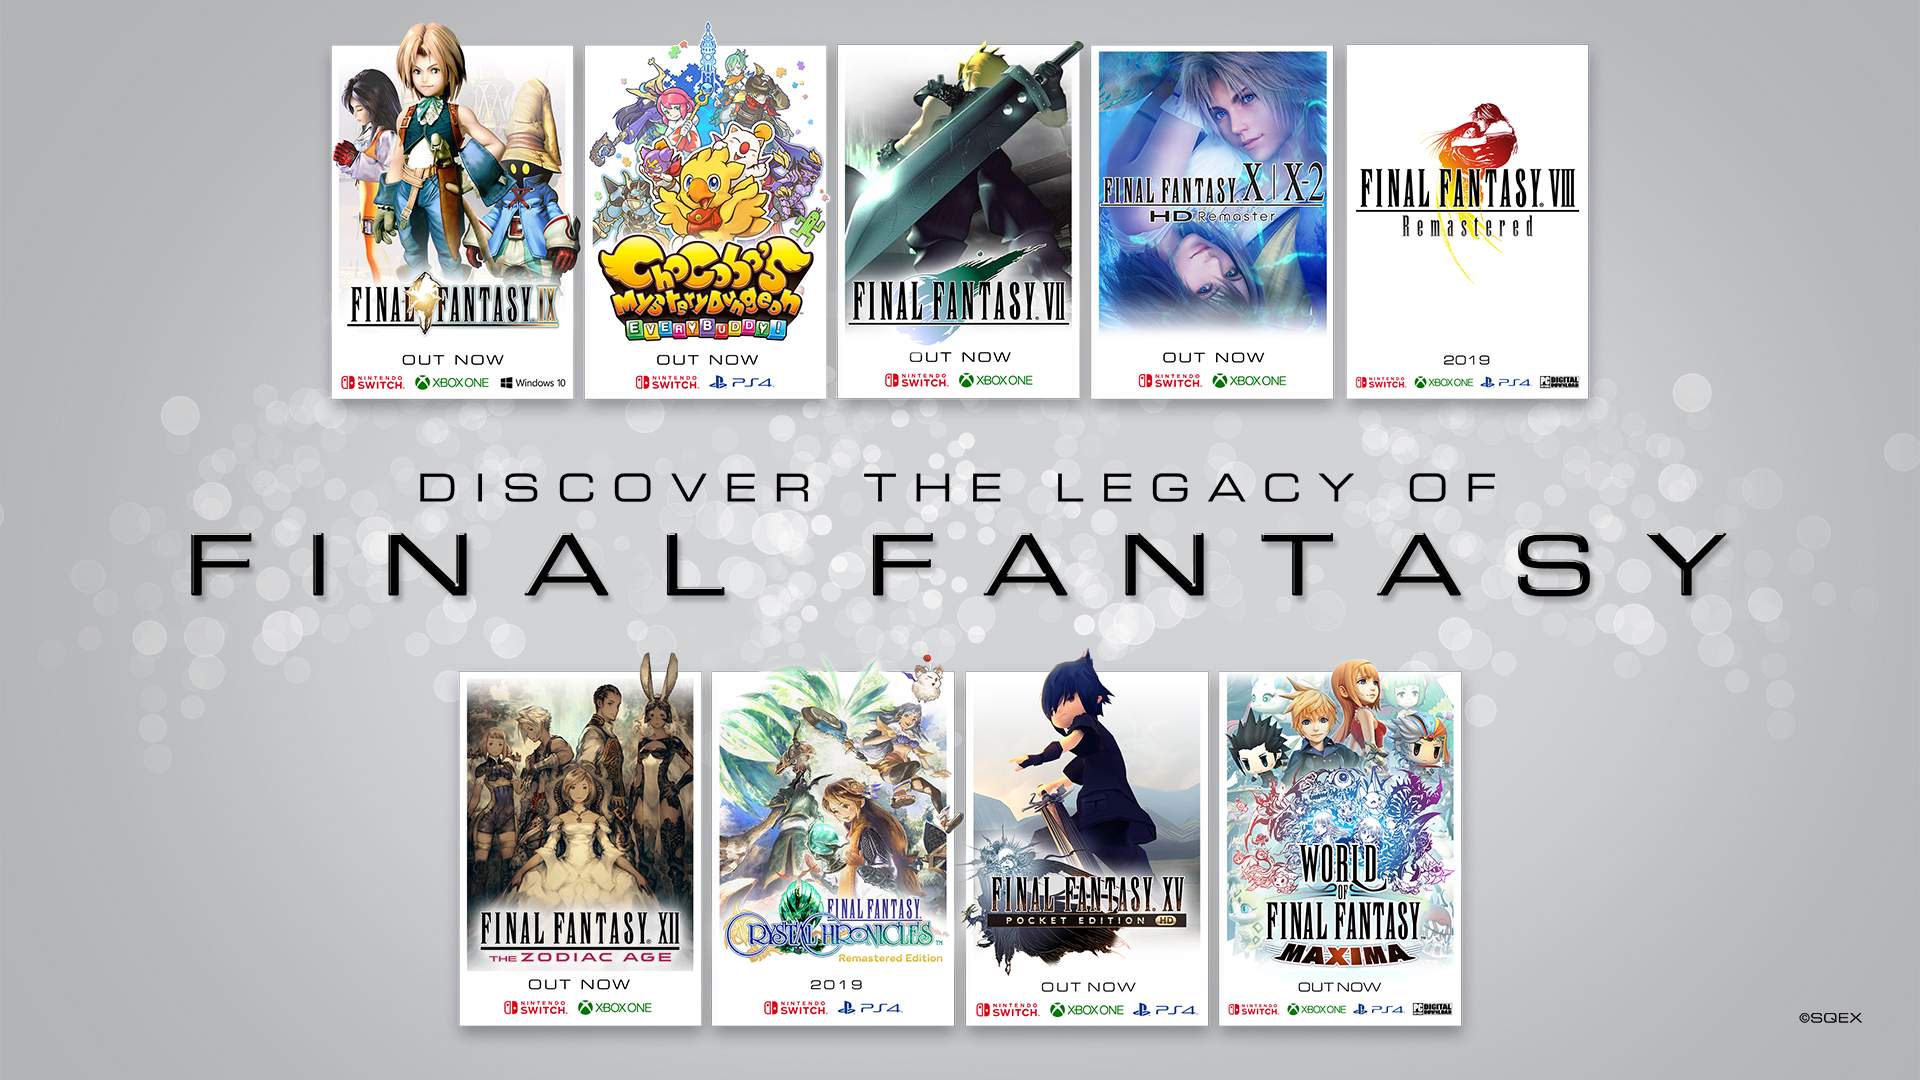 FINAL FANTASY. IX
OUT NOW
NINTENDO SWITCH. XBOX ONE Windows 10
Chocobo's
Mystery Dungeon
EVERY BUDDY!
OUT NOW
NINTENDO SWITCH. PS4.
FINAL FANTASY. VII
OUT NOW
NINTENDO SWITCH. XBOX ONE
FINAL FANTASY. X | X-2
HD Remaster
OUT NOW
NINTENDO SWITCH. XBOX ONE
FINAL FANTASY. VIII
Remastered
2019
NINTENDO SWITCH. XBOX ONE PS4. PC DIGITAL DOWNLOAD
DISCOVER THE LEGACY OF
FINAL FANTASY
FINAL FANTASY® XII
THE ZODIAC AGE
OUT NOW
NINTENDO SWITCH. XBOX ONE
FINAL FANTASY.
CRYSTAL CHRONICLES™
Remastered Edition
2019
NINTENDO SWITCH. PS4.
FINAL FANTASY. XV
POCKET EDITION HD
OUT NOW
NINTENDO SWITCH. XBOX ONE PS4.
WORLD
OF
FINAL FANTASY
MAXIMA
OUT NOW
NINTENDO SWITCH. XBOX ONE PS4. PC DIGITAL DOWNLOAD
©SQEX